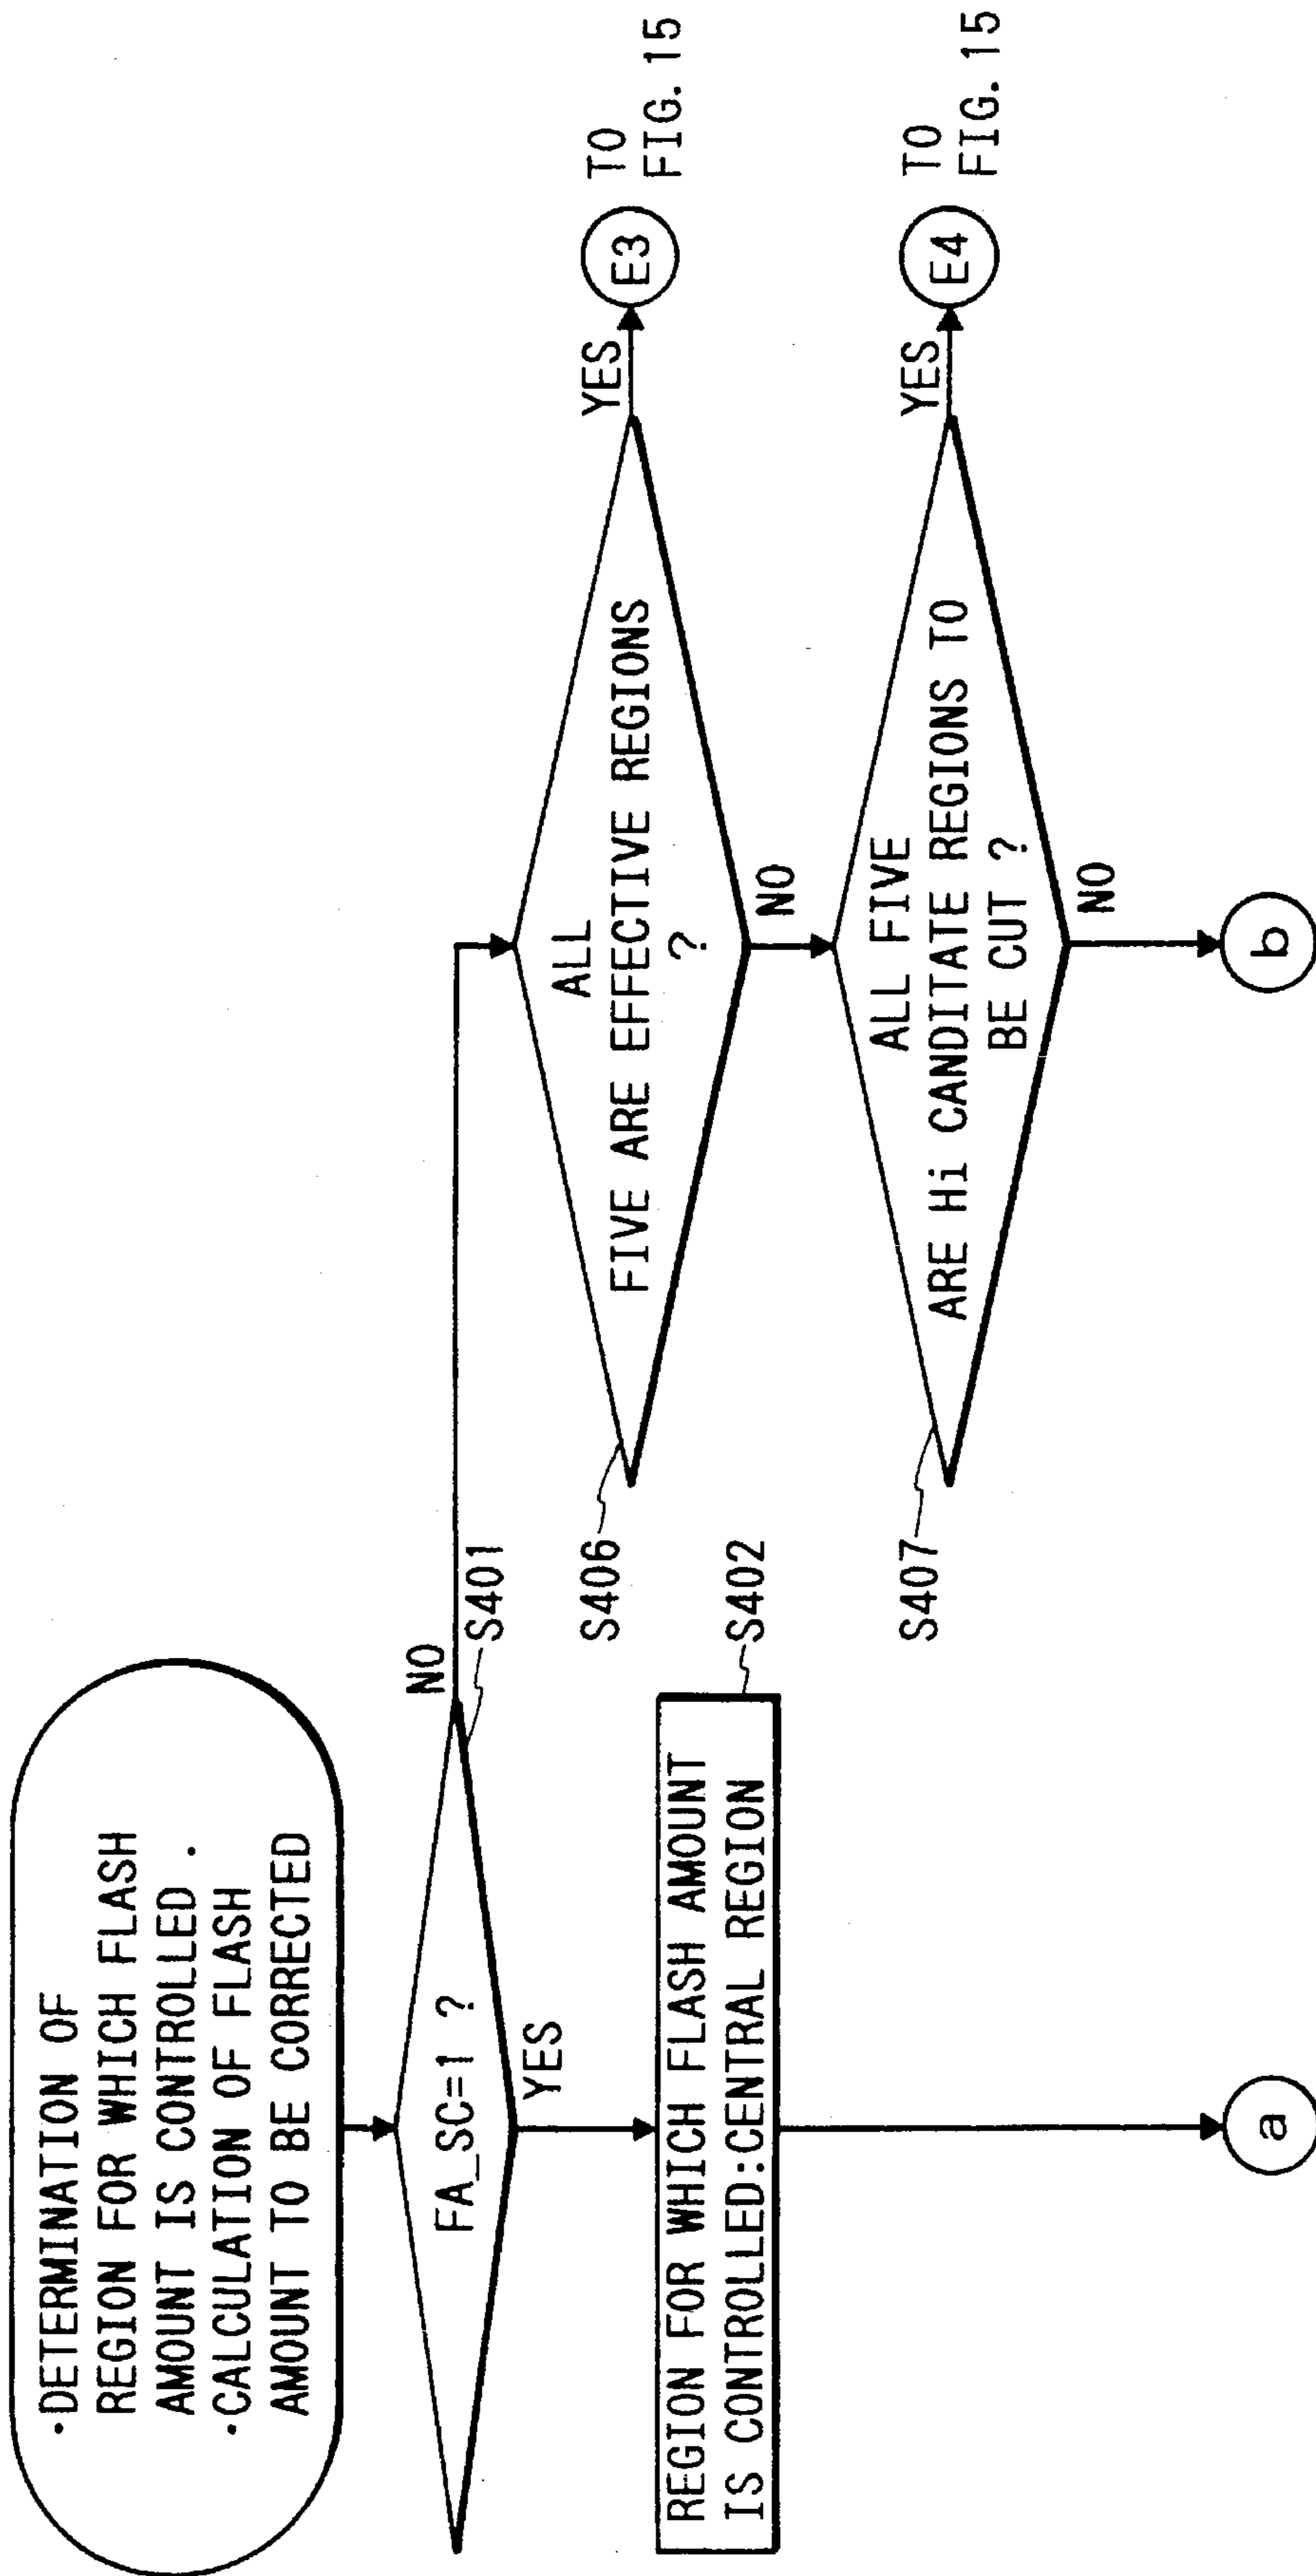 ·DETERMINATION OF
REGION FOR WHICH FLASH
AMOUNT IS CONTROLLED .
·CALCULATION OF FLASH
AMOUNT TO BE CORRECTED
FA_SC=1 ?
NO
S401
YES
REGION FOR WHICH FLASH AMOUNT
IS CONTROLLED:CENTRAL REGION
S402
a
S406
ALL
FIVE ARE EFFECTIVE REGIONS
?
YES
E3
TO
FIG. 15
NO
S407
ALL FIVE
ARE Hi CANDITATE REGIONS TO
BE CUT ?
YES
E4
TO
FIG. 15
NO
b